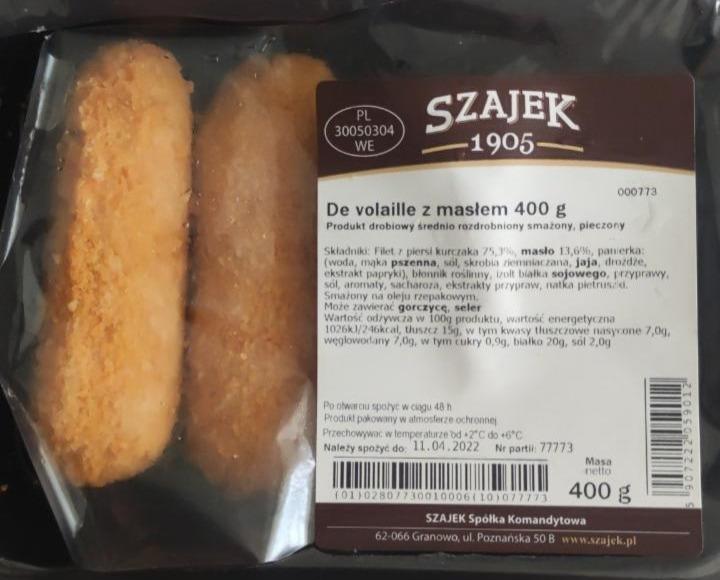 PL
30050304
WE
SZAJEK
1905
000773
De volaille z masłem 400 g
Produkt drobiowy średnio rozdrobniony smażony, pieczony
Składniki: Filet z piersi kurczaka 75,3%, masło 13,6%, panierka:
(woda, mąka pszenna, sól, skrobia ziemniaczana, jaja, drożdże,
ekstrakt papryki), błonnik roślinny, izolt białka sojowego, przyprawy,
sól, aromaty, sacharoza, ekstrakty przypraw, natka pietruszki.
Smażony na oleju rzepakowym.
Może zawierać gorczycę, seler
Wartość odżywcza w 100g produktu, wartość energetyczna
1026kJ/246kcal, tłuszcz 15g, w tym kwasy tłuszczowe nasycone 7,0g,
węglowodany 7,0g, w tym cukry 0,9g, białko 20g, sól 2,0g
Po otwarciu spożyć w ciągu 48 h
Produkt pakowany w atmosferze ochronnej
Przechowywać w temperaturze od +2°C do +6°C
Należy spożyć do: 11.04.2022 Nr partii: 77773
Masa
netto
400 g
(01)02807730010006(10)077773
5 907222 059012
SZAJEK Spółka Komandytowa
62-066 Granowo, ul. Poznańska 50 B www.szajek.pl